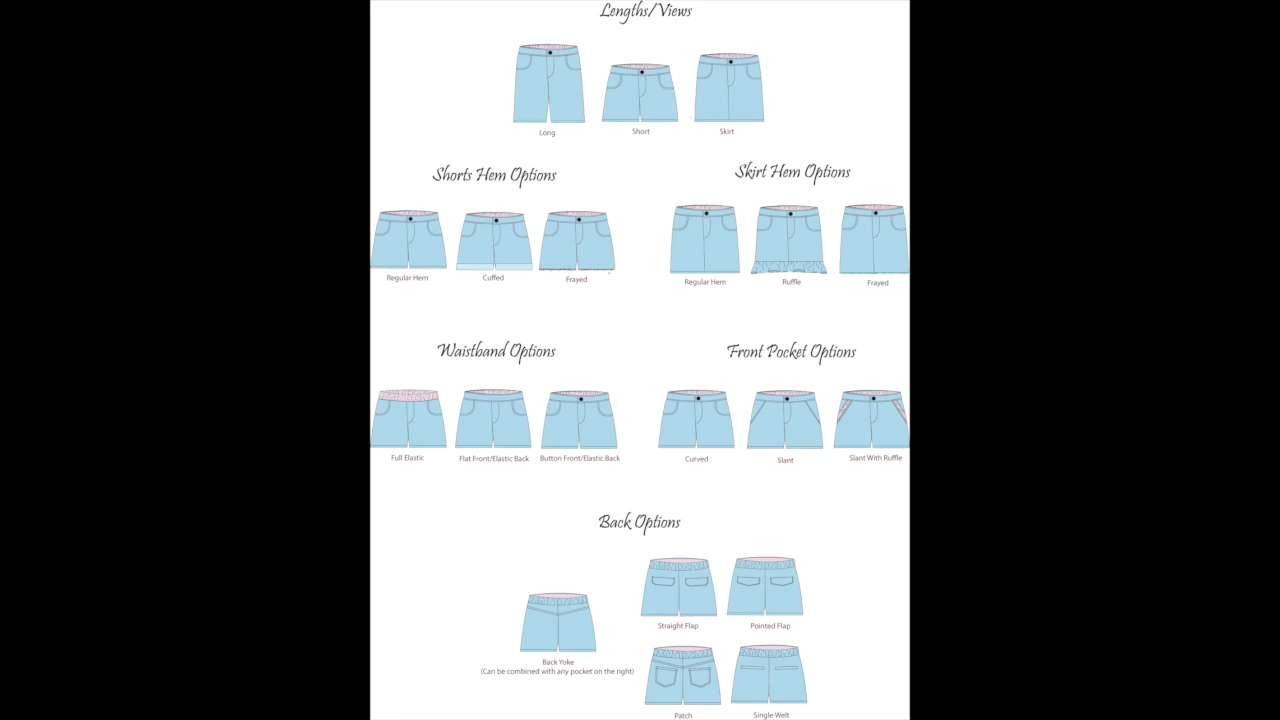 Lengths/Views
Long
Short
Skirt
Shorts Hem Options
Regular Hem
Cuffed
Frayed
Skirt Hem Options
Regular Hem
Ruffle
Frayed
Waistband Options
Full Elastic
Flat Front/Elastic Back
Button Front/Elastic Back
Front Pocket Options
Curved
Slant
Slant With Ruffle
Back Options
Back Yoke
(Can be combined with any pocket on the right)
Straight Flap
Pointed Flap
Patch
Single Welt